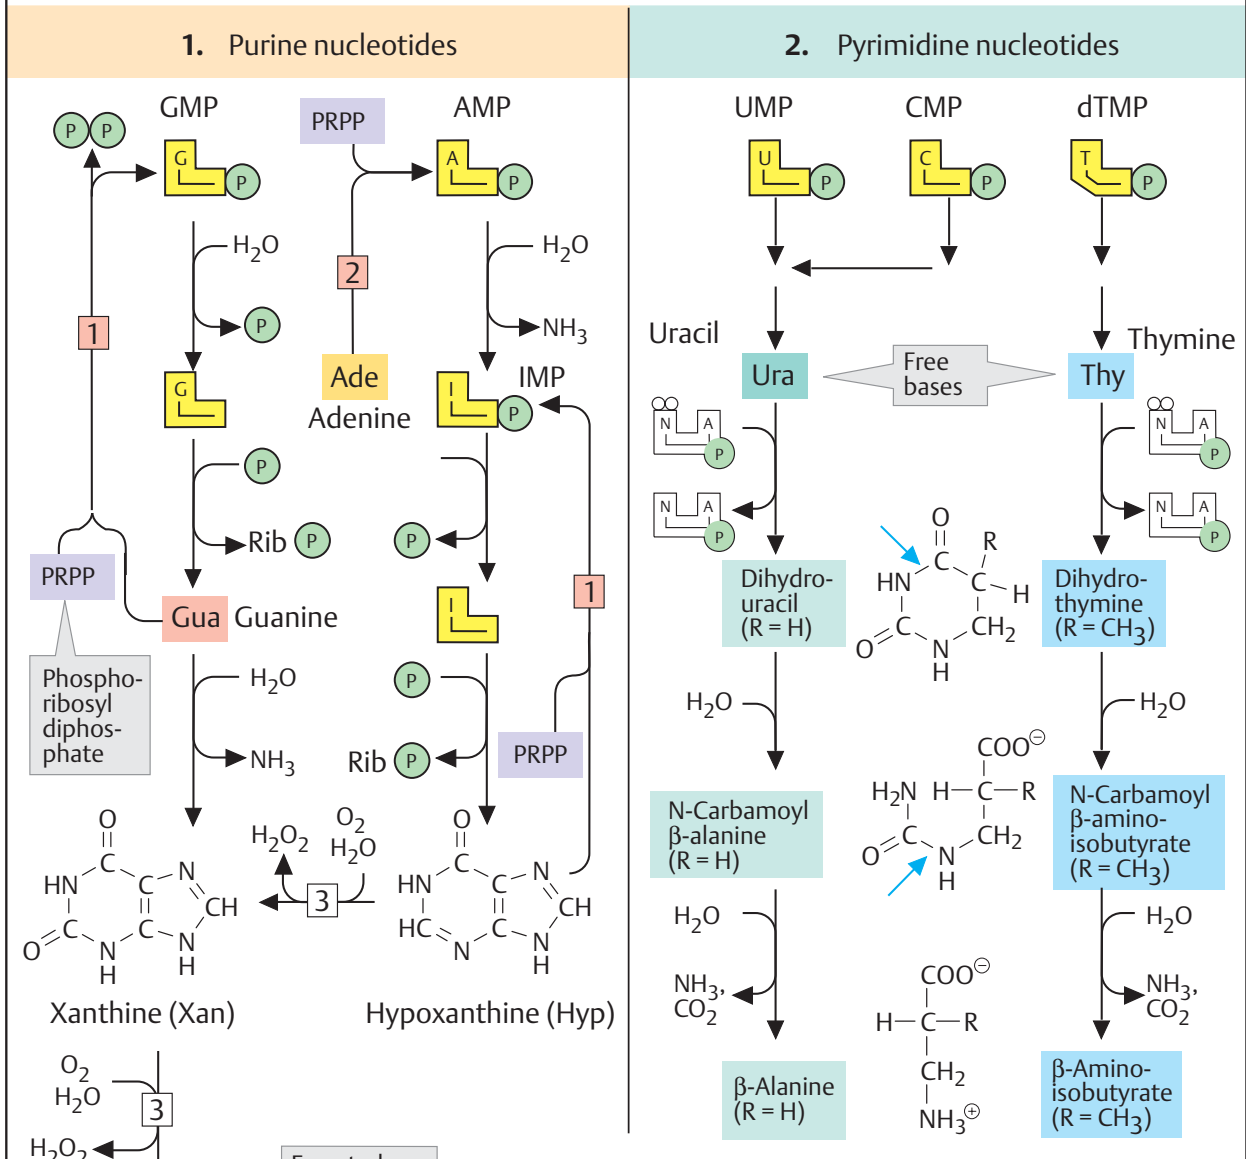 1. Purine nucleotides
2. Pyrimidine nucleotides
GMP
PRPP
AMP
UMP
CMP
dTMP
P P
G
P
A
P
U
P
C
P
T
P
H2O
H2O
2
1
P
NH3
Uracil
Thymine
Free
bases
Ade
Adenine
IMP
Ura
Thy
G
I
P
N A
P
N A
P
P
Rib P
P
N A
P
N A
P
PRPP
Gua Guanine
1
I
Phospho-
ribosyl
diphos-
phate
H2O
NH3
P
Rib P
PRPP
Dihydro-
uracil
(R = H)
O
C
R
HN
C
H
C
CH2
O
N
H
Dihydro-
thymine
(R = CH3)
H2O
H2O
N-Carbamoyl
β-alanine
(R = H)
COO⊖
H2N H C R
C
CH2
O
N
H
N-Carbamoyl
β-amino-
isobutyrate
(R = CH3)
O
C
N
HN
C
CH
C
C
O
N
H
N
H
H2O2
O2
H2O
3
O
C
N
HN
C
CH
HC
C
N
N
H
Xanthine (Xan)
Hypoxanthine (Hyp)
H2O
NH3,
CO2
H2O
NH3,
CO2
COO⊖
H C R
CH2
NH3⊕
β-Alanine
(R = H)
β-Amino-
isobutyrate
(R = CH3)
O2
H2O
3
H2O2